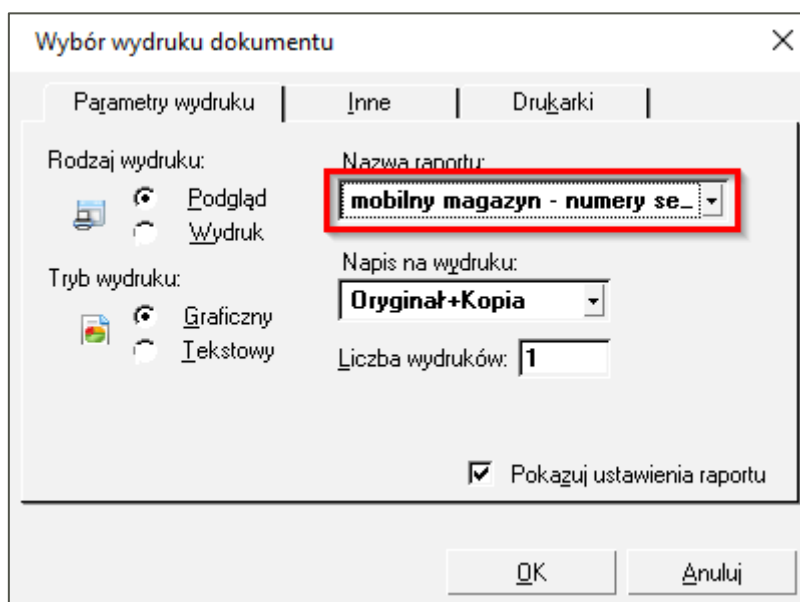 Wybór wydruku dokumentu
Parametry wydruku
Inne
Drukarki
Rodzaj wydruku:
Podgląd
Wydruk
Tryb wydruku:
Graficzny
Tekstowy
Nazwa raportu:
mobilny magazyn - numery se...
Napis na wydruku:
Oryginał+Kopia
Liczba wydruków: 1
Pokazuj ustawienia raportu
OK
Anuluj